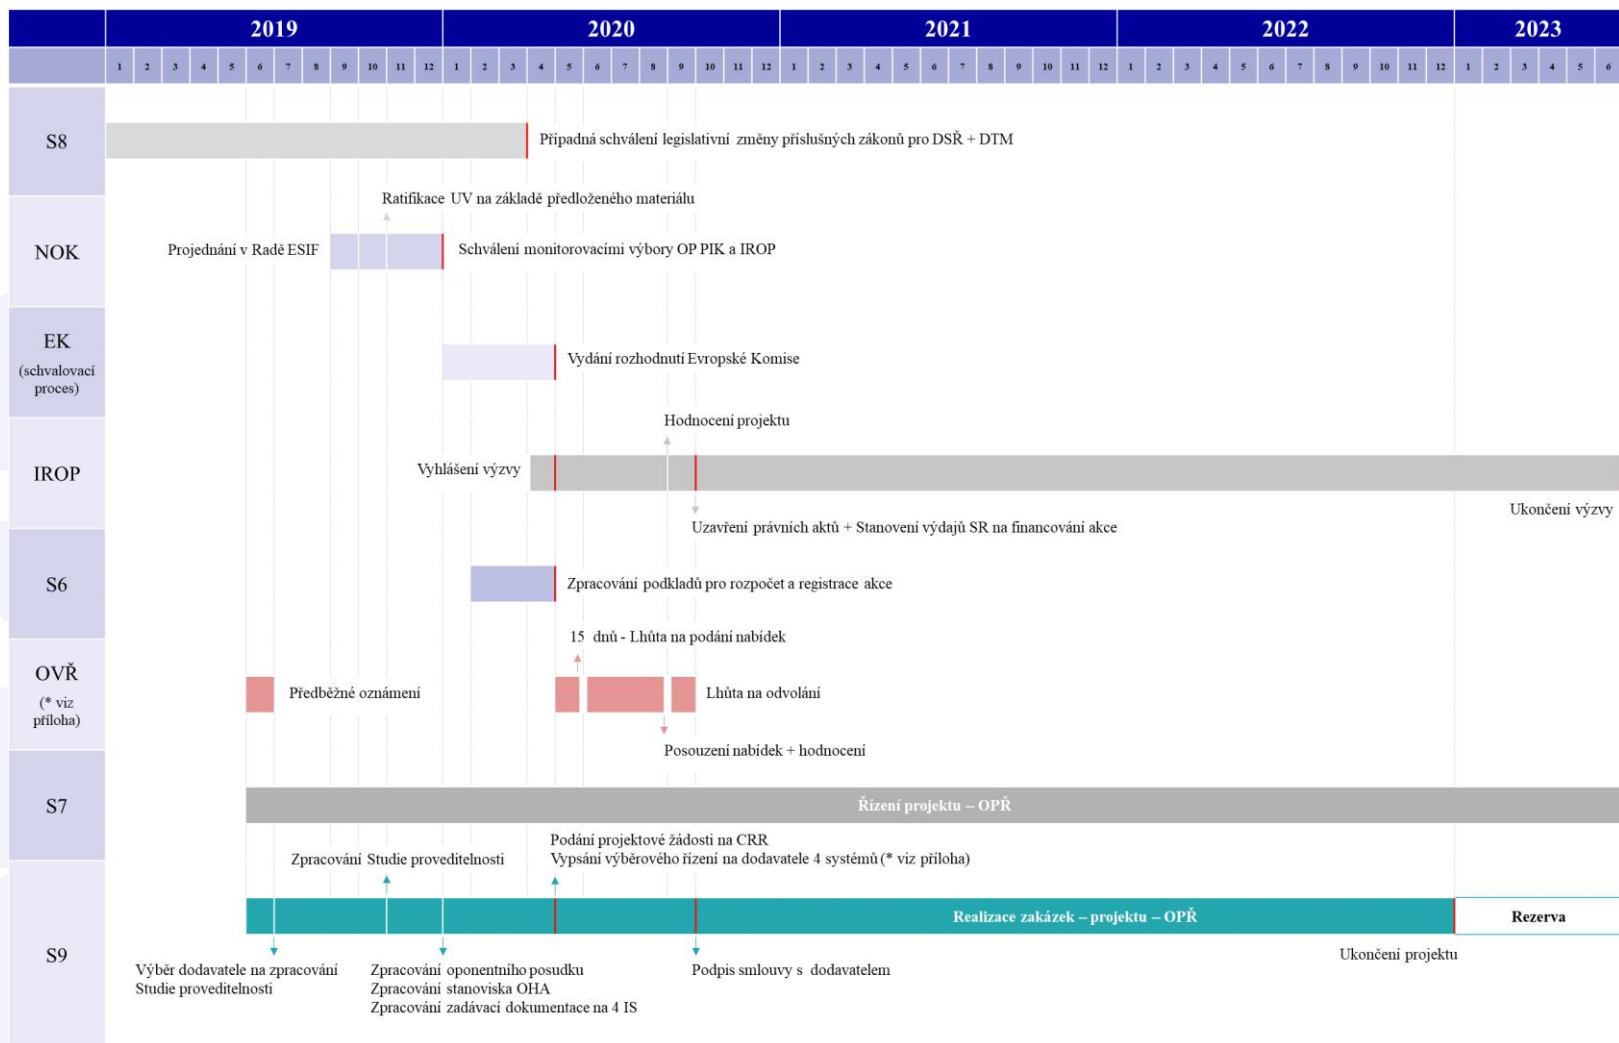 2019 2020 2021 2022 2023
1 2 3 4 5 6 7 8 9 10 11 12 1 2 3 4 5 6 7 8 9 10 11 12 1 2 3 4 5 6 7 8 9 10 11 12 1 2 3 4 5 6 7 8 9 10 11 12 1 2 3 4 5 6
S8
Případná schválení legislativní změny příslušných zákonů pro DSŘ + DTM
Ratifikace UV na základě předloženého materiálu
NOK
Projednání v Radě ESIF
Schválení monitorovacími výbory OP PIK a IROP
EK
(schvalovací
proces)
Vydání rozhodnutí Evropské Komise
Hodnocení projektu
IROP
Vyhlášení výzvy
Ukončení výzvy
Uzavření právních aktů + Stanovení výdajů SR na financování akce
S6
Zpracování podkladů pro rozpočet a registrace akce
15 dnů - Lhůta na podání nabídek
OVŘ
(* viz
příloha)
Předběžné oznámení
Lhůta na odvolání
Posouzení nabídek + hodnocení
S7
Řízení projektu – OPŘ
Podání projektové žádosti na CRR
Vypsání výběrového řízení na dodavatele 4 systémů (* viz příloha)
Zpracování Studie proveditelnosti
S9
Realizace zakázek – projektu – OPŘ
Rezerva
Ukončení projektu
Výběr dodavatele na zpracování
Studie proveditelnosti
Zpracování oponentního posudku
Zpracování stanoviska OHA
Zpracování zadávací dokumentace na 4 IS
Podpis smlouvy s dodavatelem